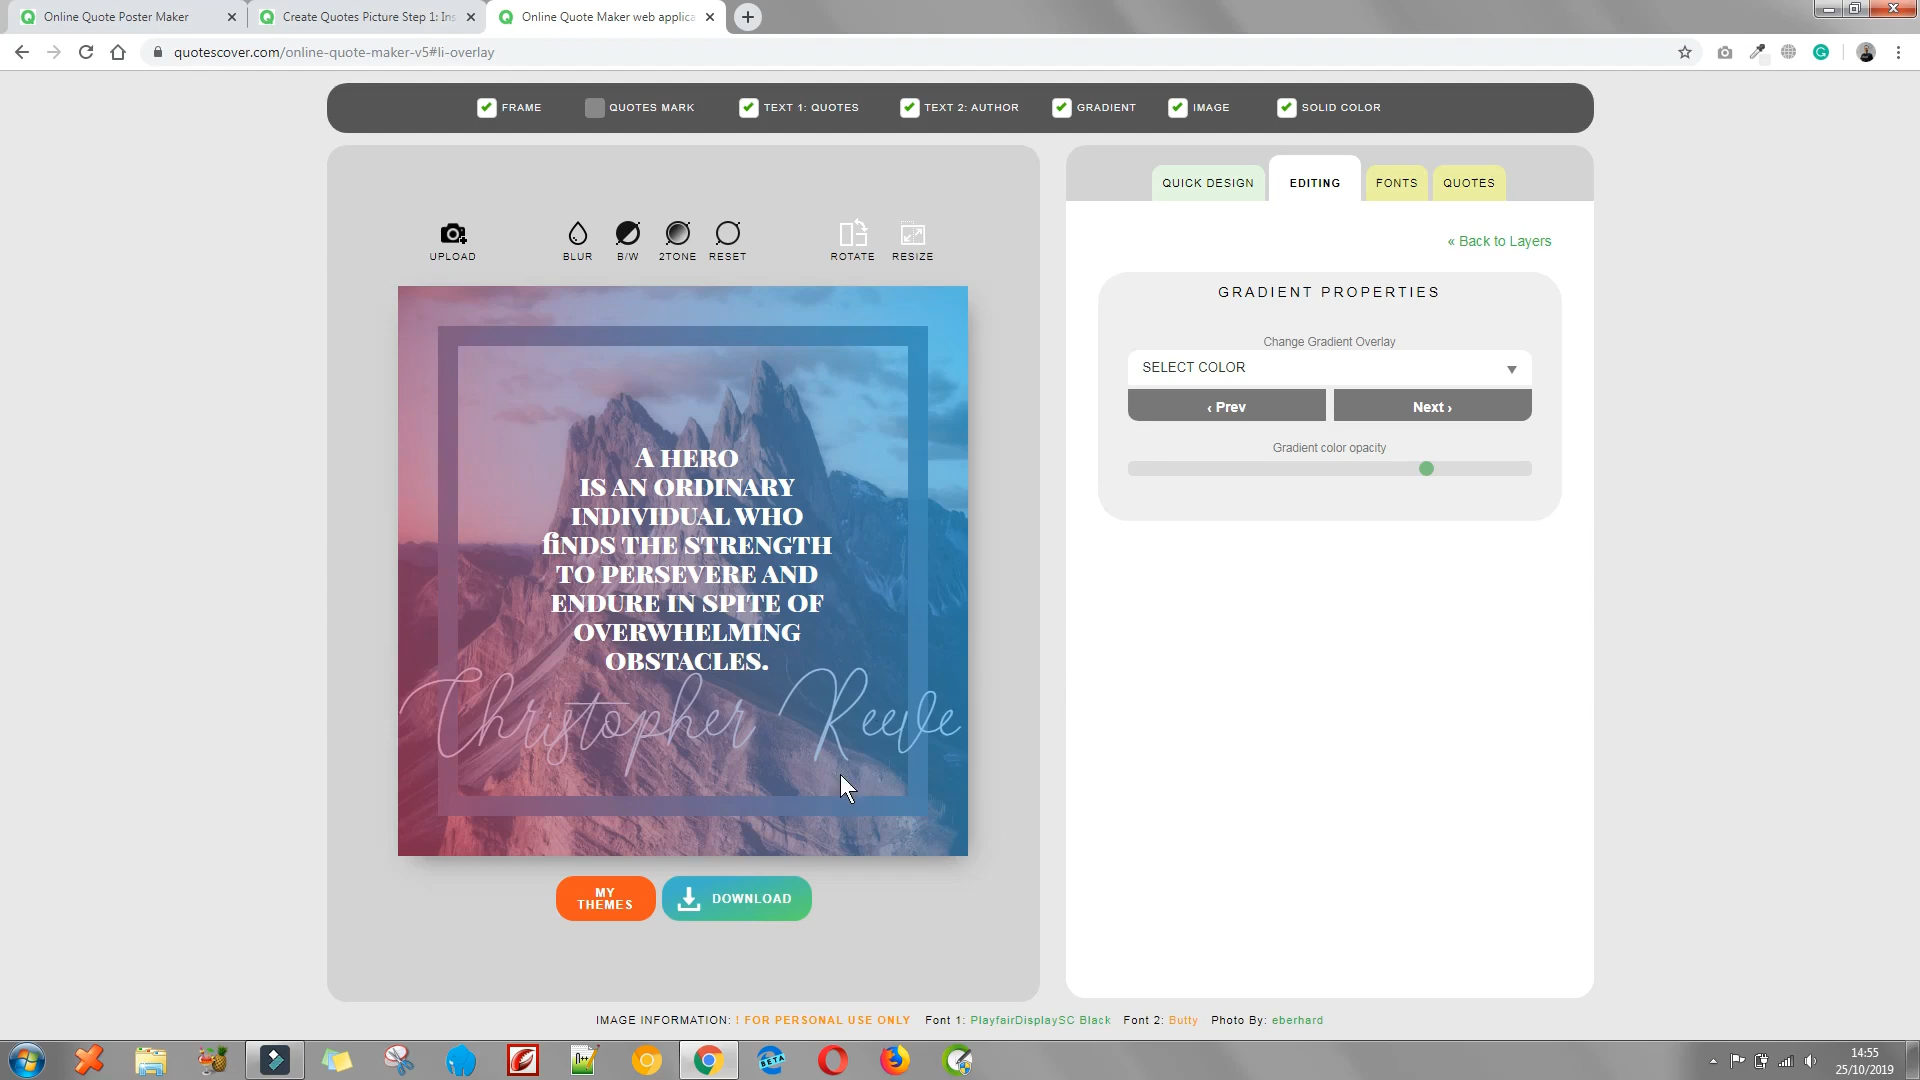 Online Quote Poster Maker
Create Quotes Picture Step 1: Ins
Online Quote Maker web applica
quotescover.com/online-quote-maker-v5#li-overlay
FRAME
QUOTES MARK
TEXT 1: QUOTES
TEXT 2: AUTHOR
GRADIENT
IMAGE
SOLID COLOR
UPLOAD
BLUR
B/W
2TONE
RESET
ROTATE
RESIZE
QUICK DESIGN
EDITING
FONTS
QUOTES
« Back to Layers
GRADIENT PROPERTIES
Change Gradient Overlay
SELECT COLOR
‹ Prev
Next ›
Gradient color opacity
A HERO
IS AN ORDINARY
INDIVIDUAL WHO
fiNDS THE STRENGTH
TO PERSEVERE AND
ENDURE IN SPITE OF
OVERWHELMING
OBSTACLES.
Christopher Reeve
MY
THEMES
DOWNLOAD
IMAGE INFORMATION: ! FOR PERSONAL USE ONLY Font 1: PlayfairDisplaySC Black Font 2: Butty Photo By: eberhard
BETA
14:55
25/10/2019